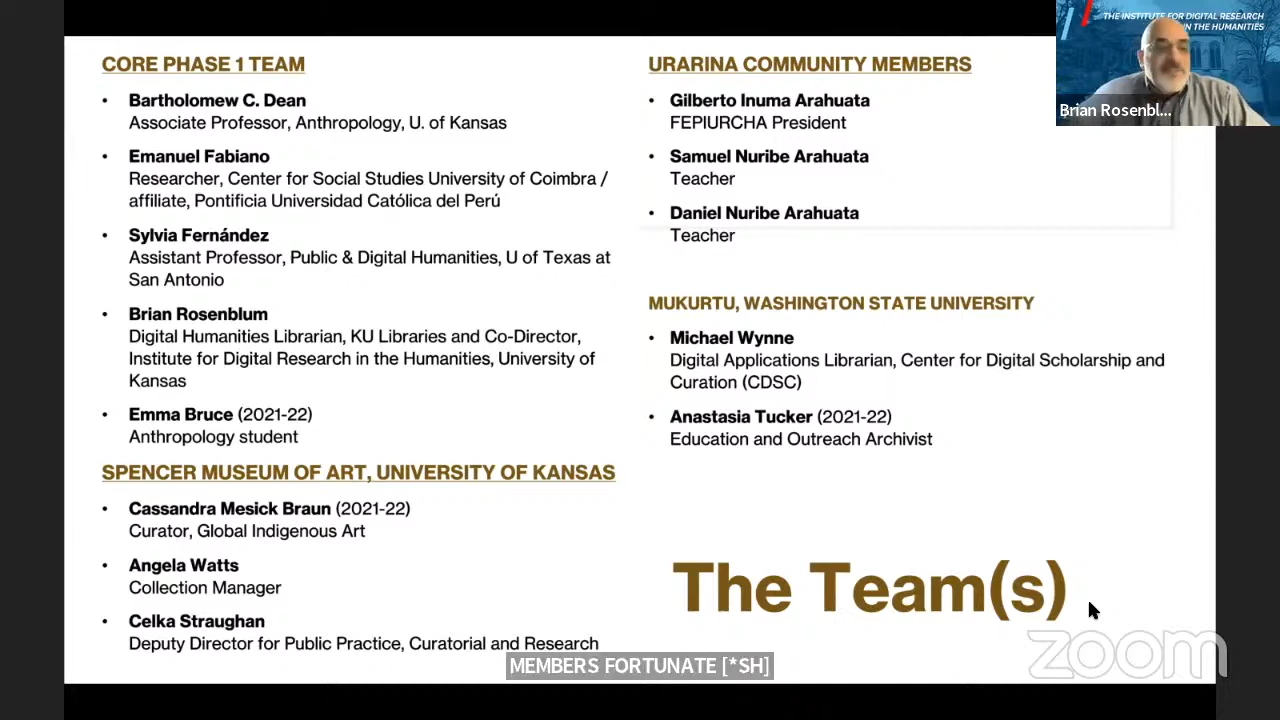 CORE PHASE 1 TEAM
• Bartholomew C. Dean
Associate Professor, Anthropology, U. of Kansas
• Emanuel Fabiano
Researcher, Center for Social Studies University of Coimbra /
affiliate, Pontificia Universidad Católica del Perú
• Sylvia Fernández
Assistant Professor, Public & Digital Humanities, U of Texas at
San Antonio
• Brian Rosenblum
Digital Humanities Librarian, KU Libraries and Co-Director,
Institute for Digital Research in the Humanities, University of
Kansas
• Emma Bruce (2021-22)
Anthropology student
SPENCER MUSEUM OF ART, UNIVERSITY OF KANSAS
• Cassandra Mesick Braun (2021-22)
Curator, Global Indigenous Art
• Angela Watts
Collection Manager
• Celka Straughan
Deputy Director for Public Practice, Curatorial and Research
URARINA COMMUNITY MEMBERS
• Gilberto Inuma Arahuata
FEPIURCHA President
• Samuel Nuribe Arahuata
Teacher
• Daniel Nuribe Arahuata
Teacher
MUKURTU, WASHINGTON STATE UNIVERSITY
• Michael Wynne
Digital Applications Librarian, Center for Digital Scholarship and
Curation (CDSC)
• Anastasia Tucker (2021-22)
Education and Outreach Archivist
The Team(s)
THE INSTITUTE FOR DIGITAL RESEARCH
IN THE HUMANITIES
Brian Rosenbl...
MEMBERS FORTUNATE [*SH]
zoom